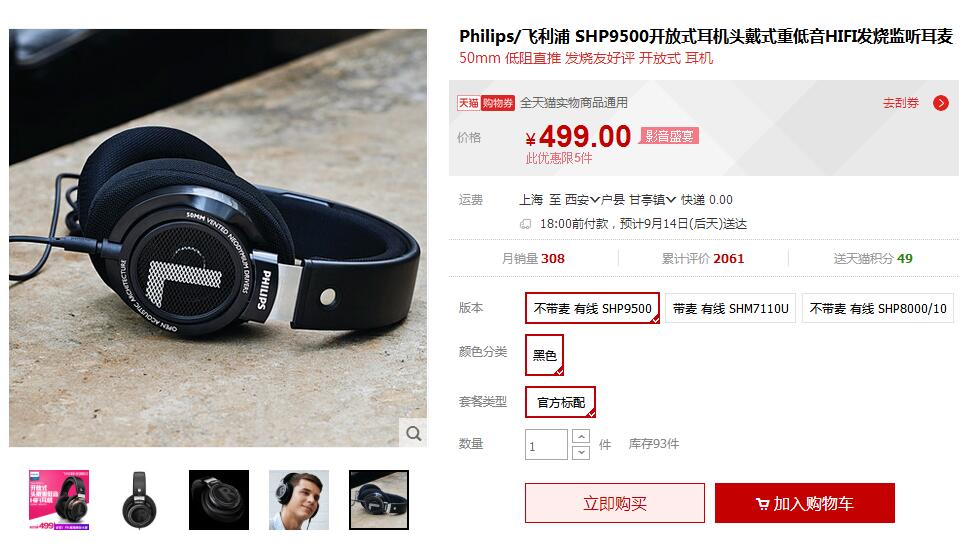 Philips/飞利浦 SHP9500开放式耳机头戴式重低音HIFI发烧监听耳麦
50mm 低阻直推 发烧友好评 开放式 耳机
天猫 购物券 全天猫实物商品通用 去刮券
价格 ¥499.00 影音盛宴
此优惠限5件
运费 上海 至 西安 户县 甘亭镇 快递 0.00
18:00前付款，预计9月14日(后天)送达
月销量 308 累计评价 2061 送天猫积分 49
版本 不带麦 有线 SHP9500 带麦 有线 SHM7110U 不带麦 有线 SHP8000/10
颜色分类 黑色
套餐类型 官方标配
数量 1 件 库存93件
立即购买 加入购物车
50MM VENTED NEODYMIUM DRIVERS
OPEN ACOUSTIC ARCHITECTURE
PHILIPS
L
开放式
头戴重低音
HIFI耳机
499